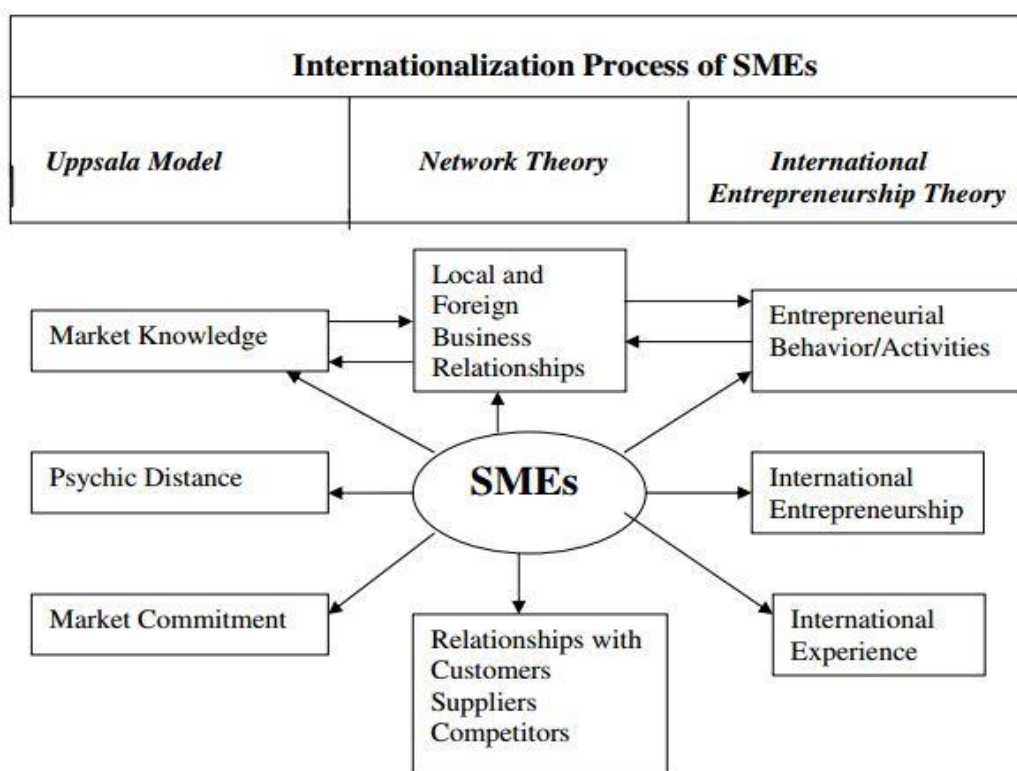 Internationalization Process of SMEs
Uppsala Model
Network Theory
International
Entrepreneurship Theory
Local and
Foreign
Business
Relationships
Market Knowledge
Entrepreneurial
Behavior/Activities
SMEs
Psychic Distance
International
Entrepreneurship
Market Commitment
Relationships with
Customers
Suppliers
Competitors
International
Experience